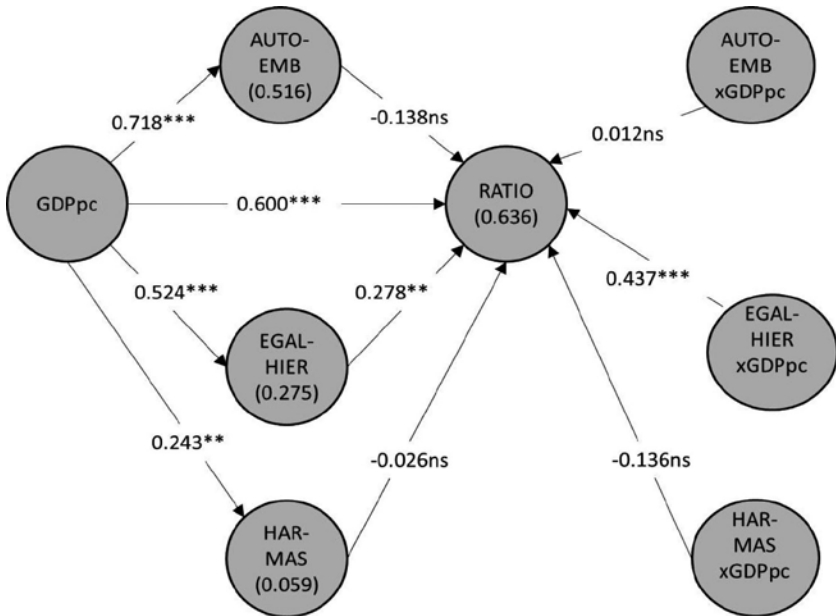 AUTO-
EMB
(0.516)
AUTO-
EMB
xGDPpc
0.718***
-0.138ns
0.012ns
GDPpc
0.600***
RATIO
(0.636)
0.524***
0.278**
0.437***
EGAL-
HIER
(0.275)
EGAL-
HIER
xGDPpc
0.243**
-0.026ns
-0.136ns
HAR-
MAS
(0.059)
HAR-
MAS
xGDPpc